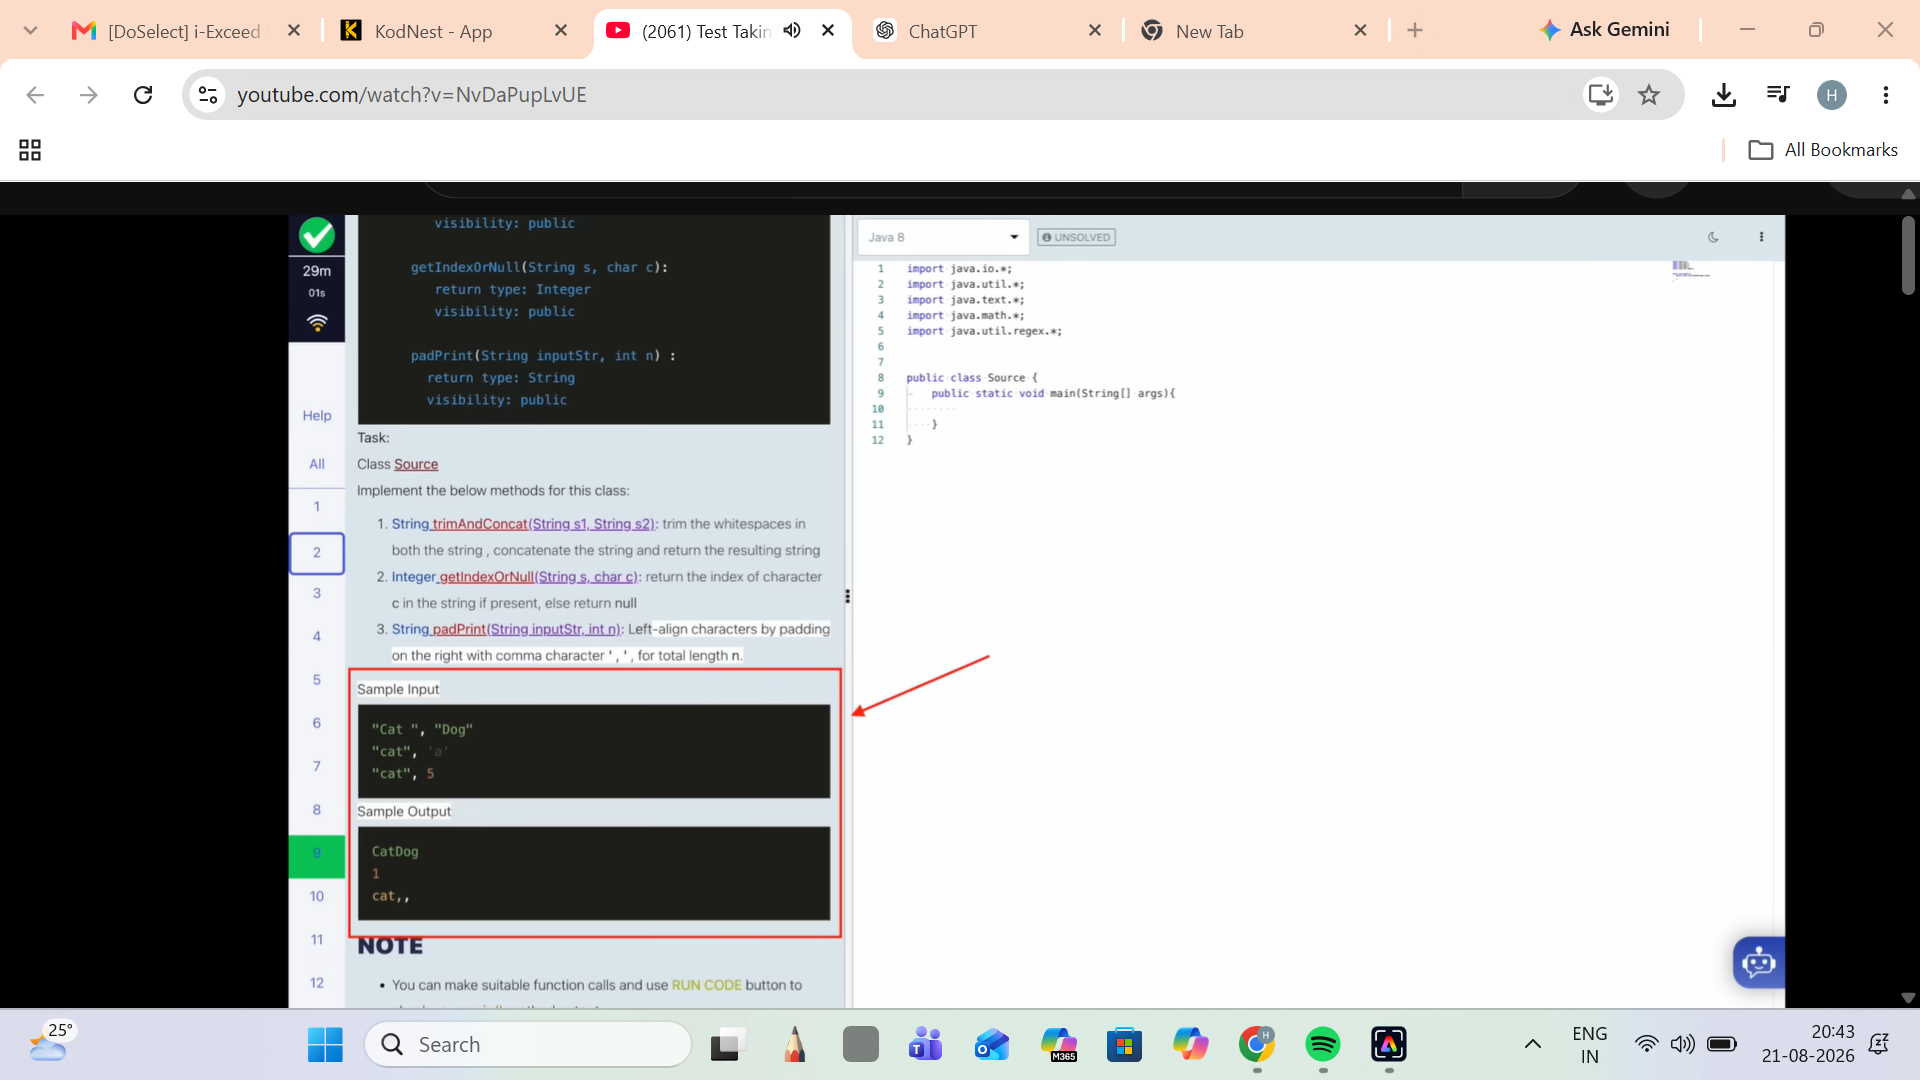 [DoSelect] i-Exceed
KodNest - App
(2061) Test Takin
ChatGPT
New Tab
Ask Gemini
youtube.com/watch?v=NvDaPupLvUE
H
All Bookmarks
29m
01s
Help
All
1
2
3
4
5
6
7
8
9
10
11
12
visibility: public
getIndexOrNull(String s, char c):
return type: Integer
visibility: public
padPrint(String inputStr, int n) :
return type: String
visibility: public
Task:
Class Source
Implement the below methods for this class:
1. String trimAndConcat(String s1, String s2): trim the whitespaces in
both the string , concatenate the string and return the resulting string
2. Integer getIndexOrNull(String s, char c): return the index of character
c in the string if present, else return null
3. String padPrint(String inputStr, int n): Left-align characters by padding
on the right with comma character ' , ' , for total length n.
Sample Input
"Cat ", "Dog"
"cat", 'a'
"cat", 5
Sample Output
CatDog
1
cat,,
NOTE
• You can make suitable function calls and use RUN CODE button to
Java 8
UNSOLVED
1 import java.io.*;
2 import java.util.*;
3 import java.text.*;
4 import java.math.*;
5 import java.util.regex.*;
6
7
8 public class Source {
9 public static void main(String[] args){
10
11 }
12 }
25°
Search
M365
H
ENG
IN
20:43
21-08-2026